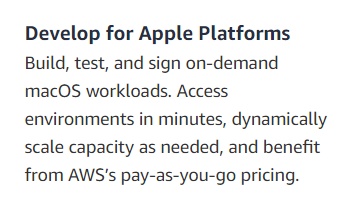 Develop for Apple Platforms
Build, test, and sign on-demand
macOS workloads. Access
environments in minutes, dynamically
scale capacity as needed, and benefit
from AWS’s pay-as-you-go pricing.